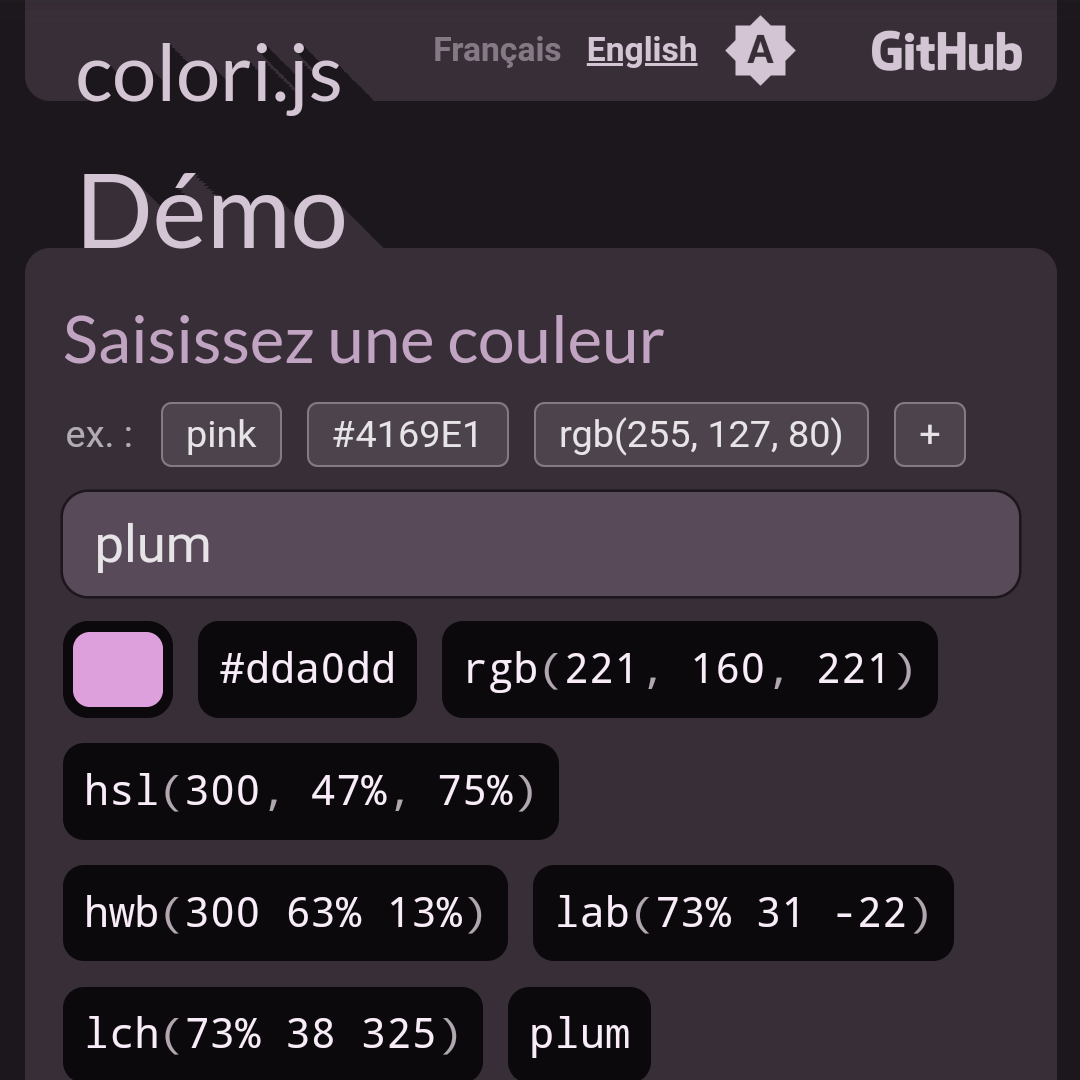 colori.js Français English A GitHub
Démo
Saisissez une couleur
ex. : pink #4169E1 rgb(255, 127, 80) +
plum
#dda0dd rgb(221, 160, 221)
hsl(300, 47%, 75%)
hwb(300 63% 13%) lab(73% 31 -22)
lch(73% 38 325) plum